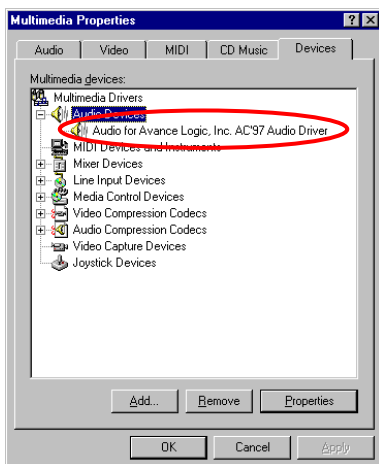 Multimedia Properties
Audio Video MIDI CD Music Devices
Multimedia devices:
Multimedia Drivers
Audio Devices
Audio for Avance Logic, Inc. AC'97 Audio Driver
MIDI Devices and Instruments
Mixer Devices
Line Input Devices
Media Control Devices
Video Compression Codecs
Audio Compression Codecs
Video Capture Devices
Joystick Devices
Add... Remove Properties
OK Cancel Apply